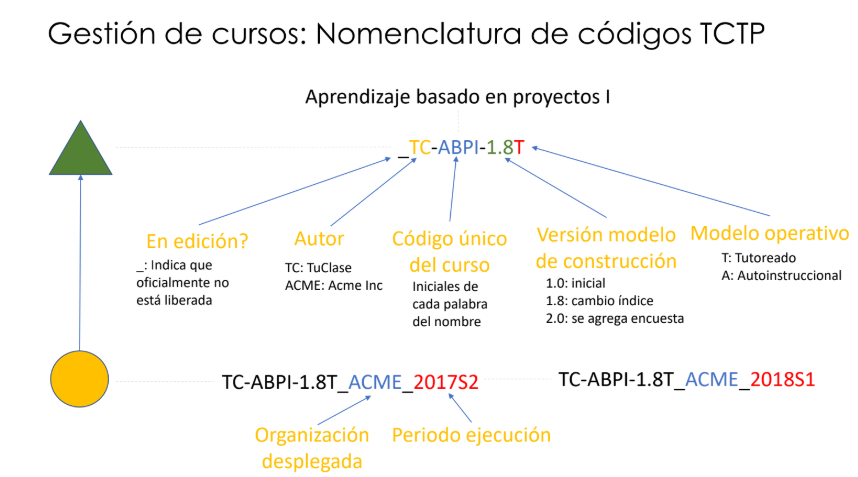 Gestión de cursos: Nomenclatura de códigos TCTP
Aprendizaje basado en proyectos I
_TC-ABPI-1.8T
En edición?
_: Indica que
oficialmente no
está liberada
Autor
TC: TuClase
ACME: Acme Inc
Código único
del curso
Iniciales de
cada palabra
del nombre
Versión modelo
de construcción
1.0: inicial
1.8: cambio índice
2.0: se agrega encuesta
Modelo operativo
T: Tutoreado
A: Autoinstruccional
TC-ABPI-1.8T_ACME_2017S2
TC-ABPI-1.8T_ACME_2018S1
Organización
desplegada
Periodo ejecución